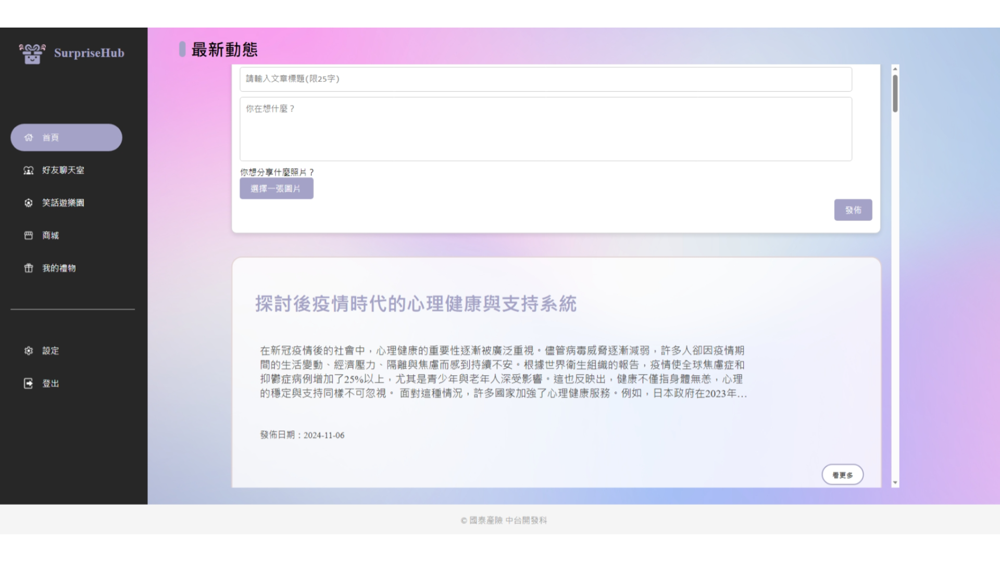 SurpriseHub
首頁
好友聊天室
笑話遊樂園
商城
我的禮物
設定
登出
最新動態
請輸入文章標題(限25字)
你在想什麼？
你想分享什麼照片？
選擇一張圖片
發佈
探討後疫情時代的心理健康與支持系統
在新冠疫情後的社會中，心理健康的重要性逐漸被廣泛重視。儘管病毒威脅逐漸減弱，許多人卻因疫情期
間的生活變動、經濟壓力、隔離與焦慮而感到持續不安。根據世界衛生組織的報告，疫情使全球焦慮症和
抑鬱症病例增加了25%以上，尤其是青少年與老年人深受影響。這也反映出，健康不僅指身體無恙，心理
的穩定與支持同樣不可忽視。 面對這種情況，許多國家加強了心理健康服務。例如，日本政府在2023年...
發佈日期：2024-11-06
看更多
© 國泰產險 中台開發科